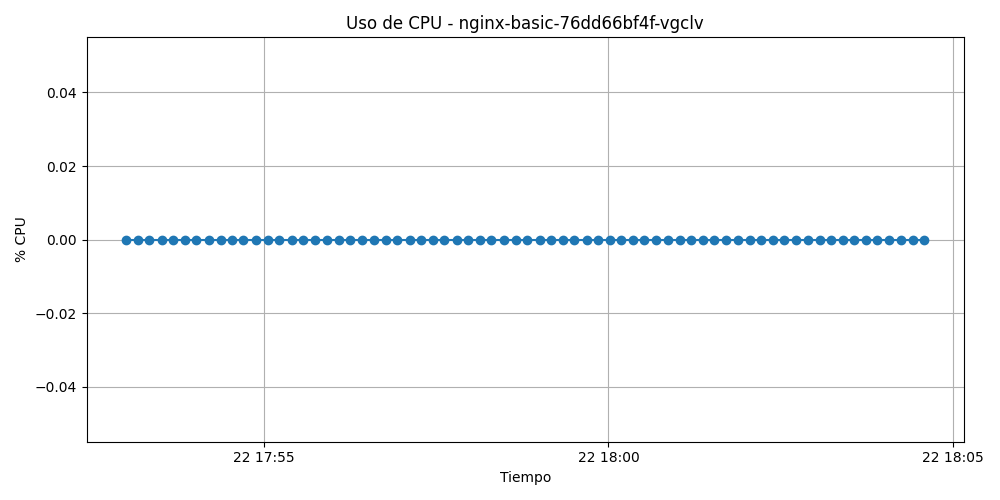 Uso de CPU - nginx-basic-76dd66bf4f-vgclv
% CPU
0.04
0.02
0.00
−0.02
−0.04
22 17:55
22 18:00
22 18:05
Tiempo